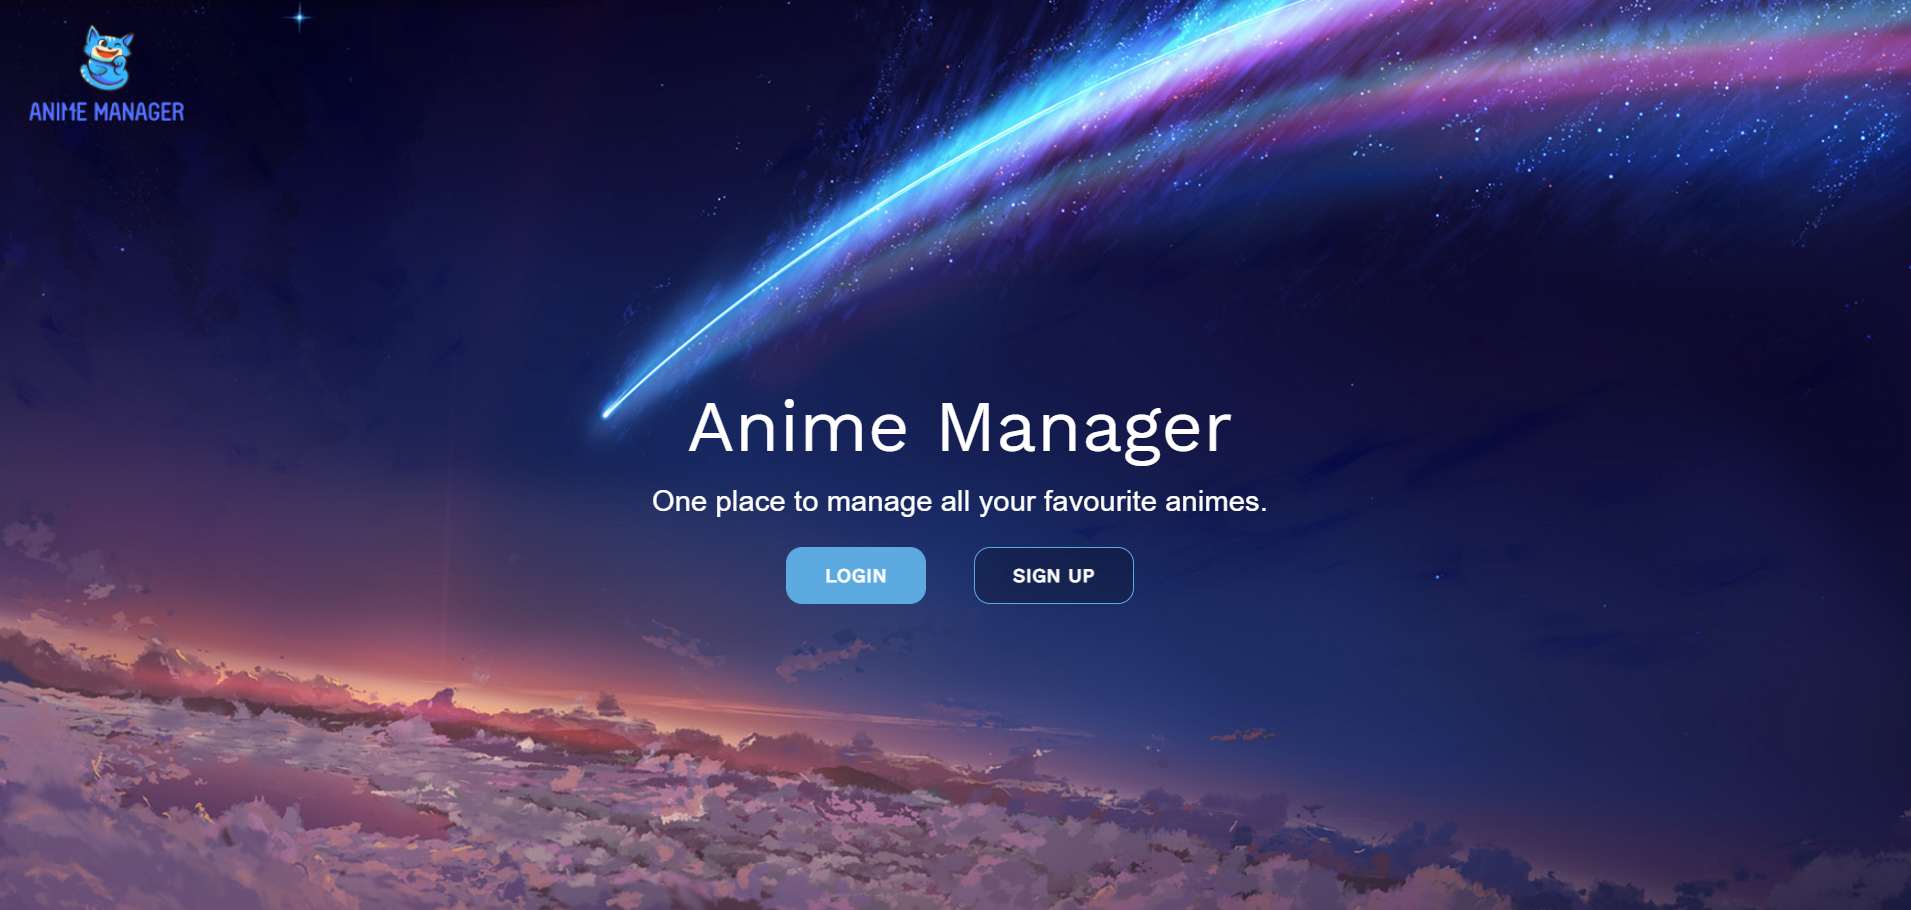 ANIME MANAGER
Anime Manager
One place to manage all your favourite animes.
LOGIN
SIGN UP